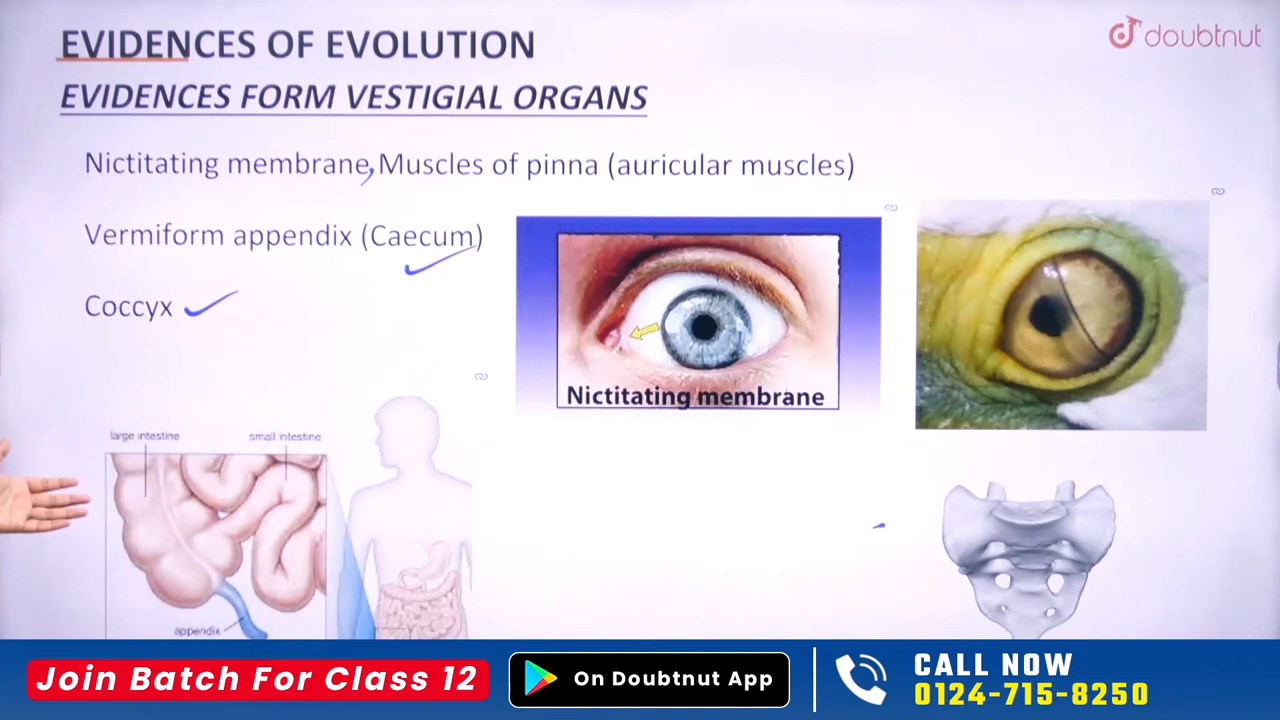 EVIDENCES OF EVOLUTION
doubtnut
EVIDENCES FORM VESTIGIAL ORGANS
Nictitating membrane, Muscles of pinna (auricular muscles)
Vermiform appendix (Caecum)
Coccyx
Nictitating membrane
large intestine
small intestine
appendix
Join Batch For Class 12
On Doubtnut App
CALL NOW
0124-715-8250